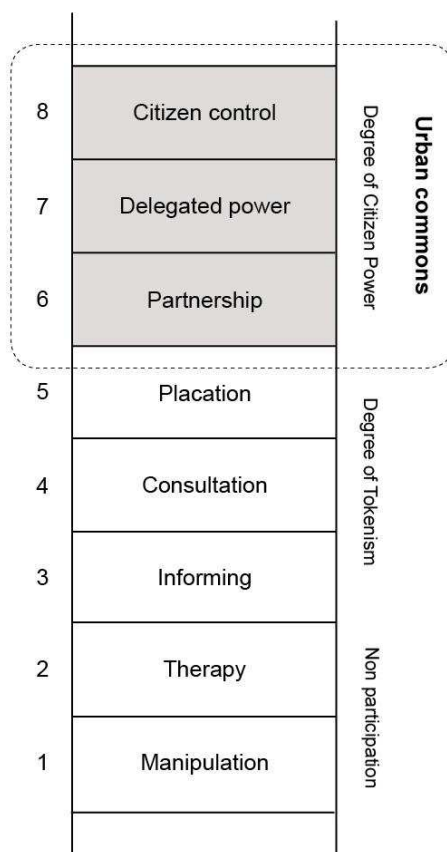 8
Citizen control
7
Delegated power
6
Partnership
5
Placation
4
Consultation
3
Informing
2
Therapy
1
Manipulation
Degree of Citizen Power
Degree of Tokenism
Non participation
Urban commons